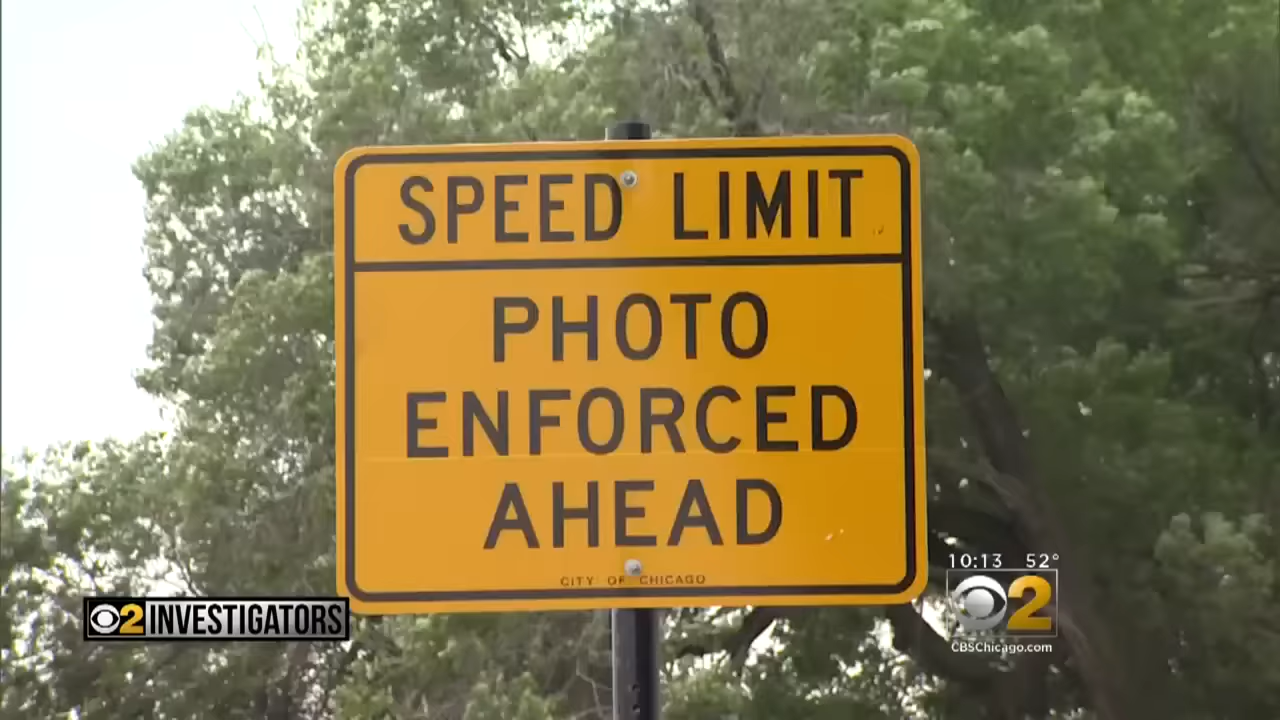 SPEED LIMIT
PHOTO
ENFORCED
AHEAD
CITY OF CHICAGO
2 INVESTIGATORS
10:13 52°
2
CBSChicago.com